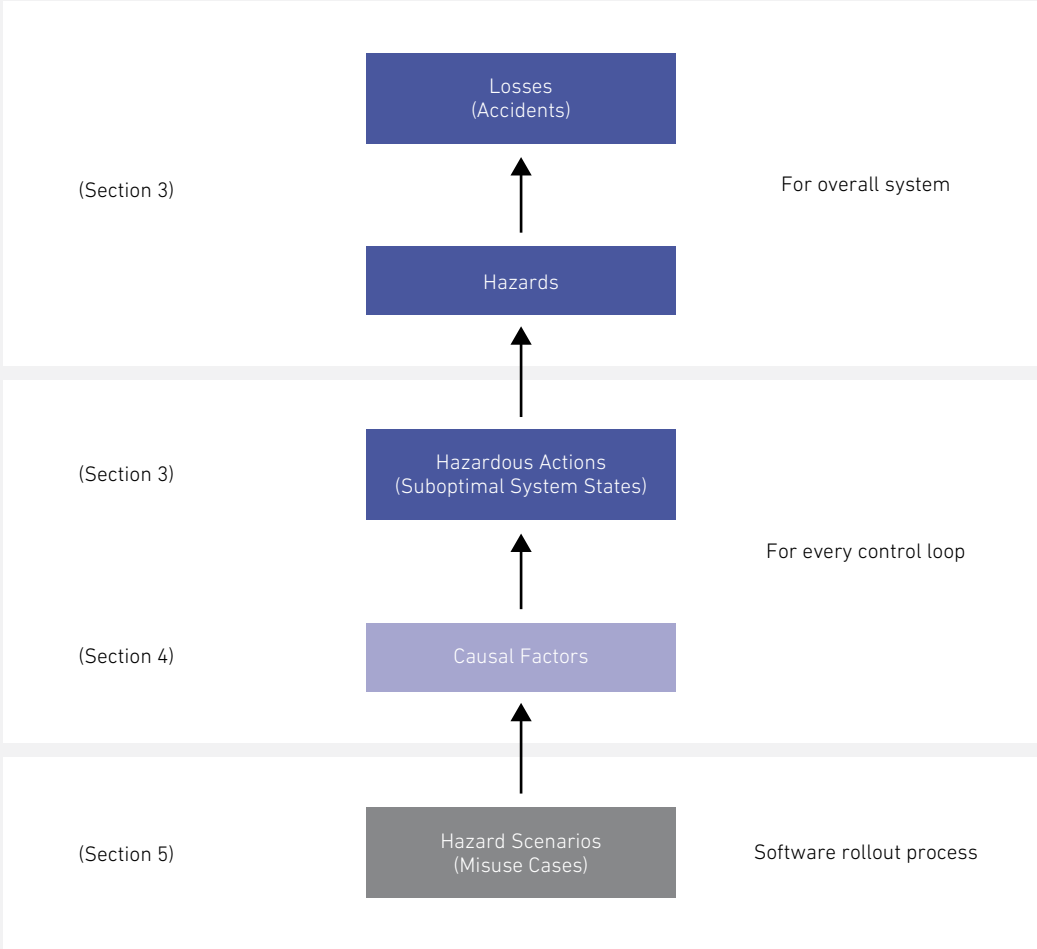 Losses
(Accidents)
(Section 3)
For overall system
Hazards
(Section 3)
Hazardous Actions
(Suboptimal System States)
For every control loop
(Section 4)
Causal Factors
(Section 5)
Hazard Scenarios
(Misuse Cases)
Software rollout process